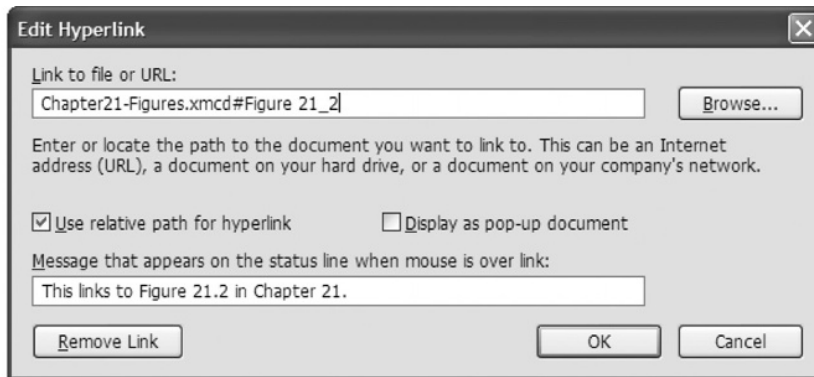 Edit Hyperlink
Link to file or URL:
Chapter21-Figures.xmcd#Figure 21_2
Browse...
Enter or locate the path to the document you want to link to. This can be an Internet
address (URL), a document on your hard drive, or a document on your company's network.
Use relative path for hyperlink
Display as pop-up document
Message that appears on the status line when mouse is over link:
This links to Figure 21.2 in Chapter 21.
Remove Link
OK
Cancel